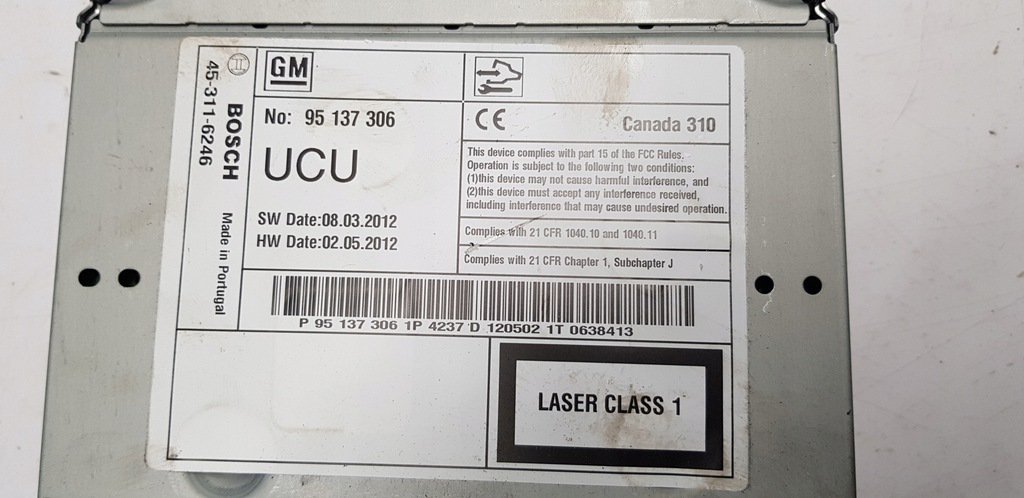 GM
No: 95 137 306
UCU
SW Date:08.03.2012
HW Date:02.05.2012
BOSCH
Made in Portugal
45-311-6246
CE
Canada 310
This device complies with part 15 of the FCC Rules.
Operation is subject to the following two conditions:
(1)this device may not cause harmful interference, and
(2)this device must accept any interference received,
including interference that may cause undesired operation.
Complies with 21 CFR 1040.10 and 1040.11
Complies with 21 CFR Chapter 1, Subchapter J
P 95 137 306 1P 4237 D 120502 1T 0638413
LASER CLASS 1